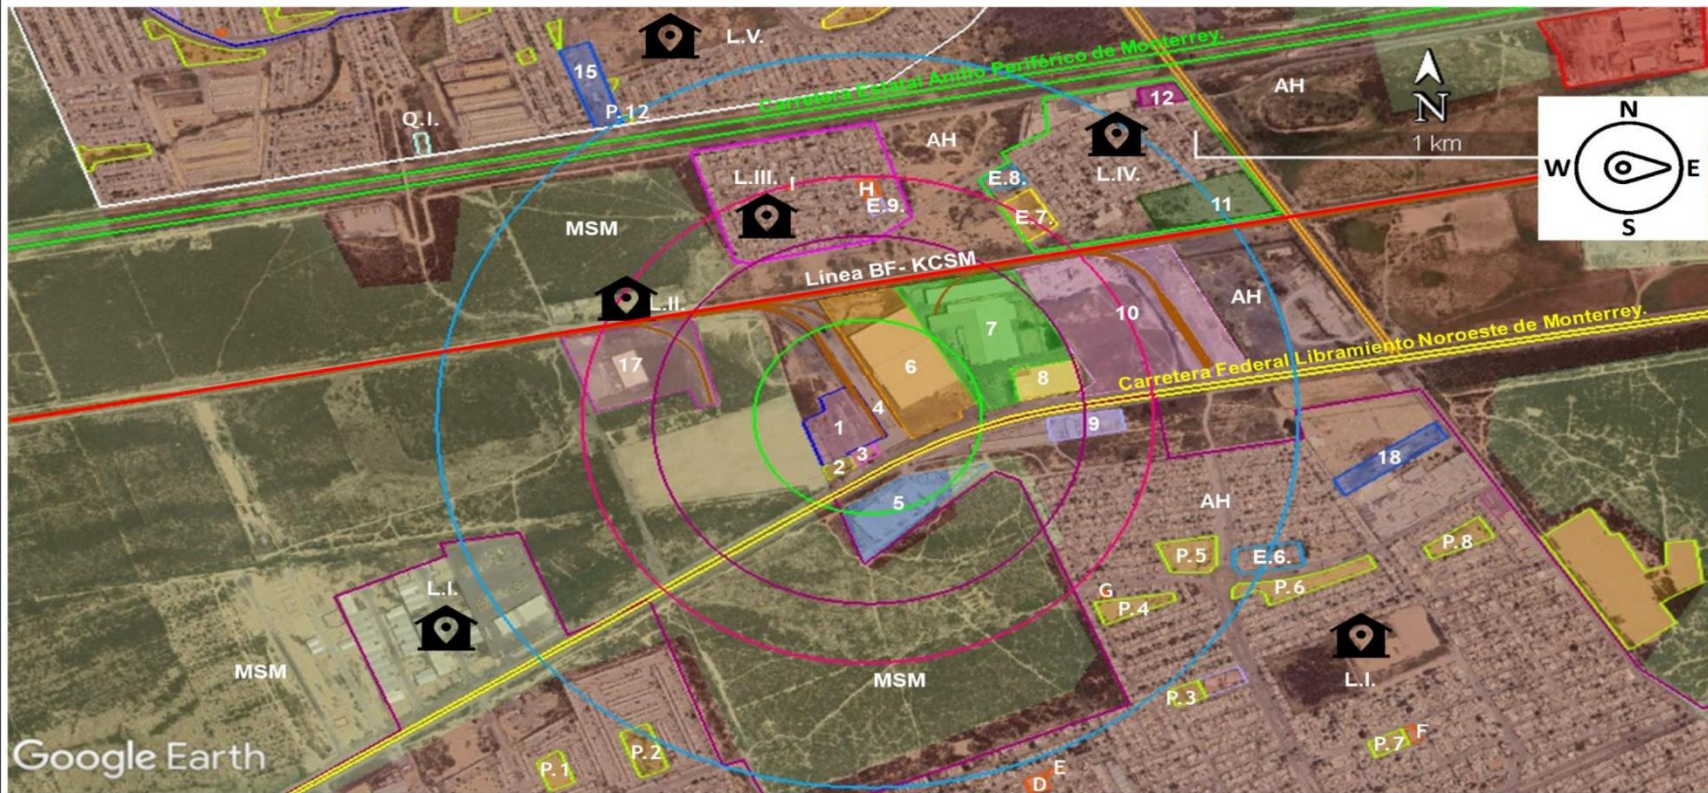 L.V.
15
P.12
Carretera Estatal Anillo Periférico de Monterrey.
AH
12
N
1 km
N
W
E
S
Q.I.
AH
L.III.
I
H
E.9.
E.8.
L.IV.
E.7.
11
MSM
Línea BF- KCSM
L.II.
10
AH
7
17
6
8
Carretera Federal Libramiento Noroeste de Monterrey.
4
1
9
3
2
18
5
AH
P.5
E.6.
P.8
P.6
G
P.4
L.I.
MSM
MSM
P.3
L.I.
P.2
P.1
P.7
F
E
D
Google Earth